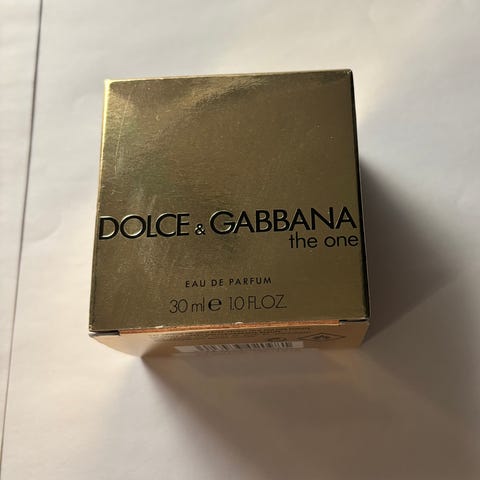 DOLCE & GABBANA
the one
EAU DE PARFUM
30 ml e 1.0 FL.OZ.